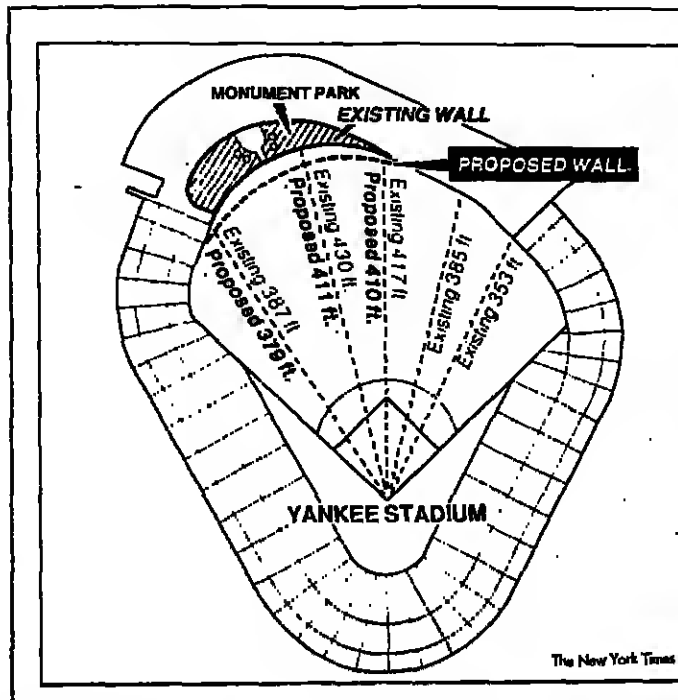 MONUMENT PARK
EXISTING WALL
PROPOSED WALL
Existing 387 ft
Proposed 379 ft.
Existing 430 ft.
Proposed 411 ft.
Existing 417 ft
Proposed 410 ft.
Existing 385 ft
Existing 353 ft
YANKEE STADIUM
The New York Times